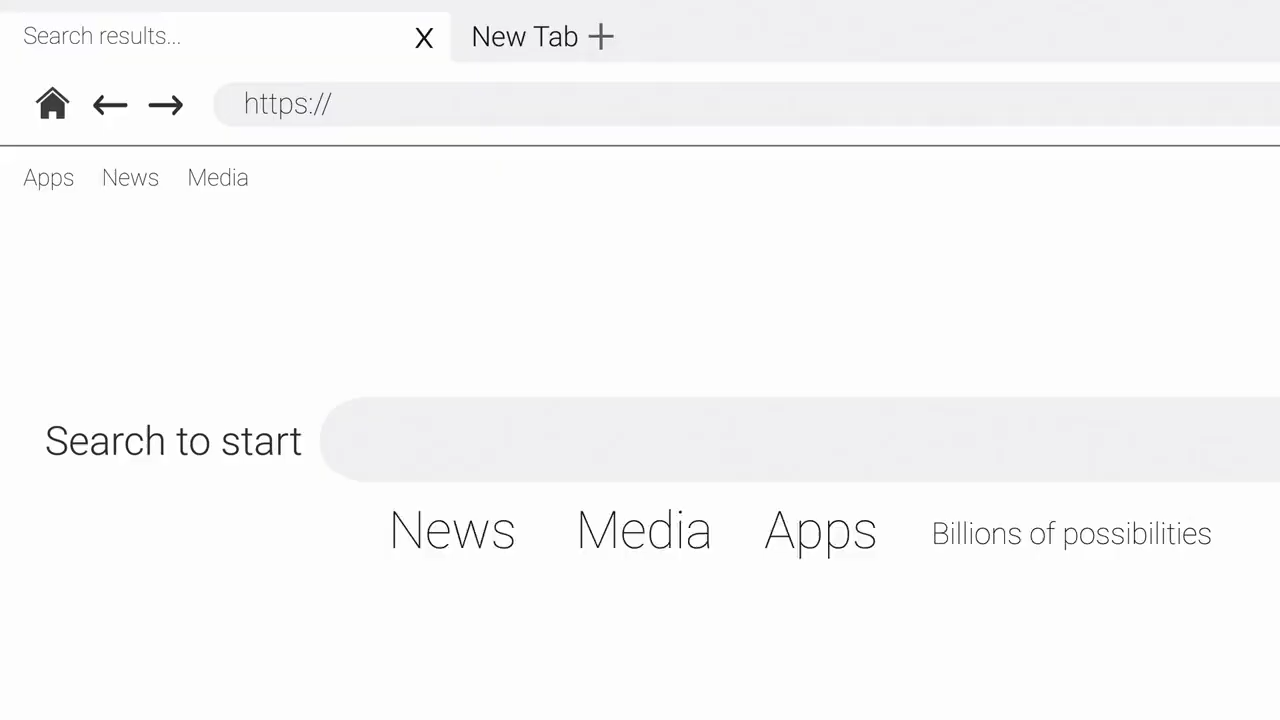 Search results... X New Tab +
https://
Apps News Media
Search to start
News Media Apps Billions of possibilities